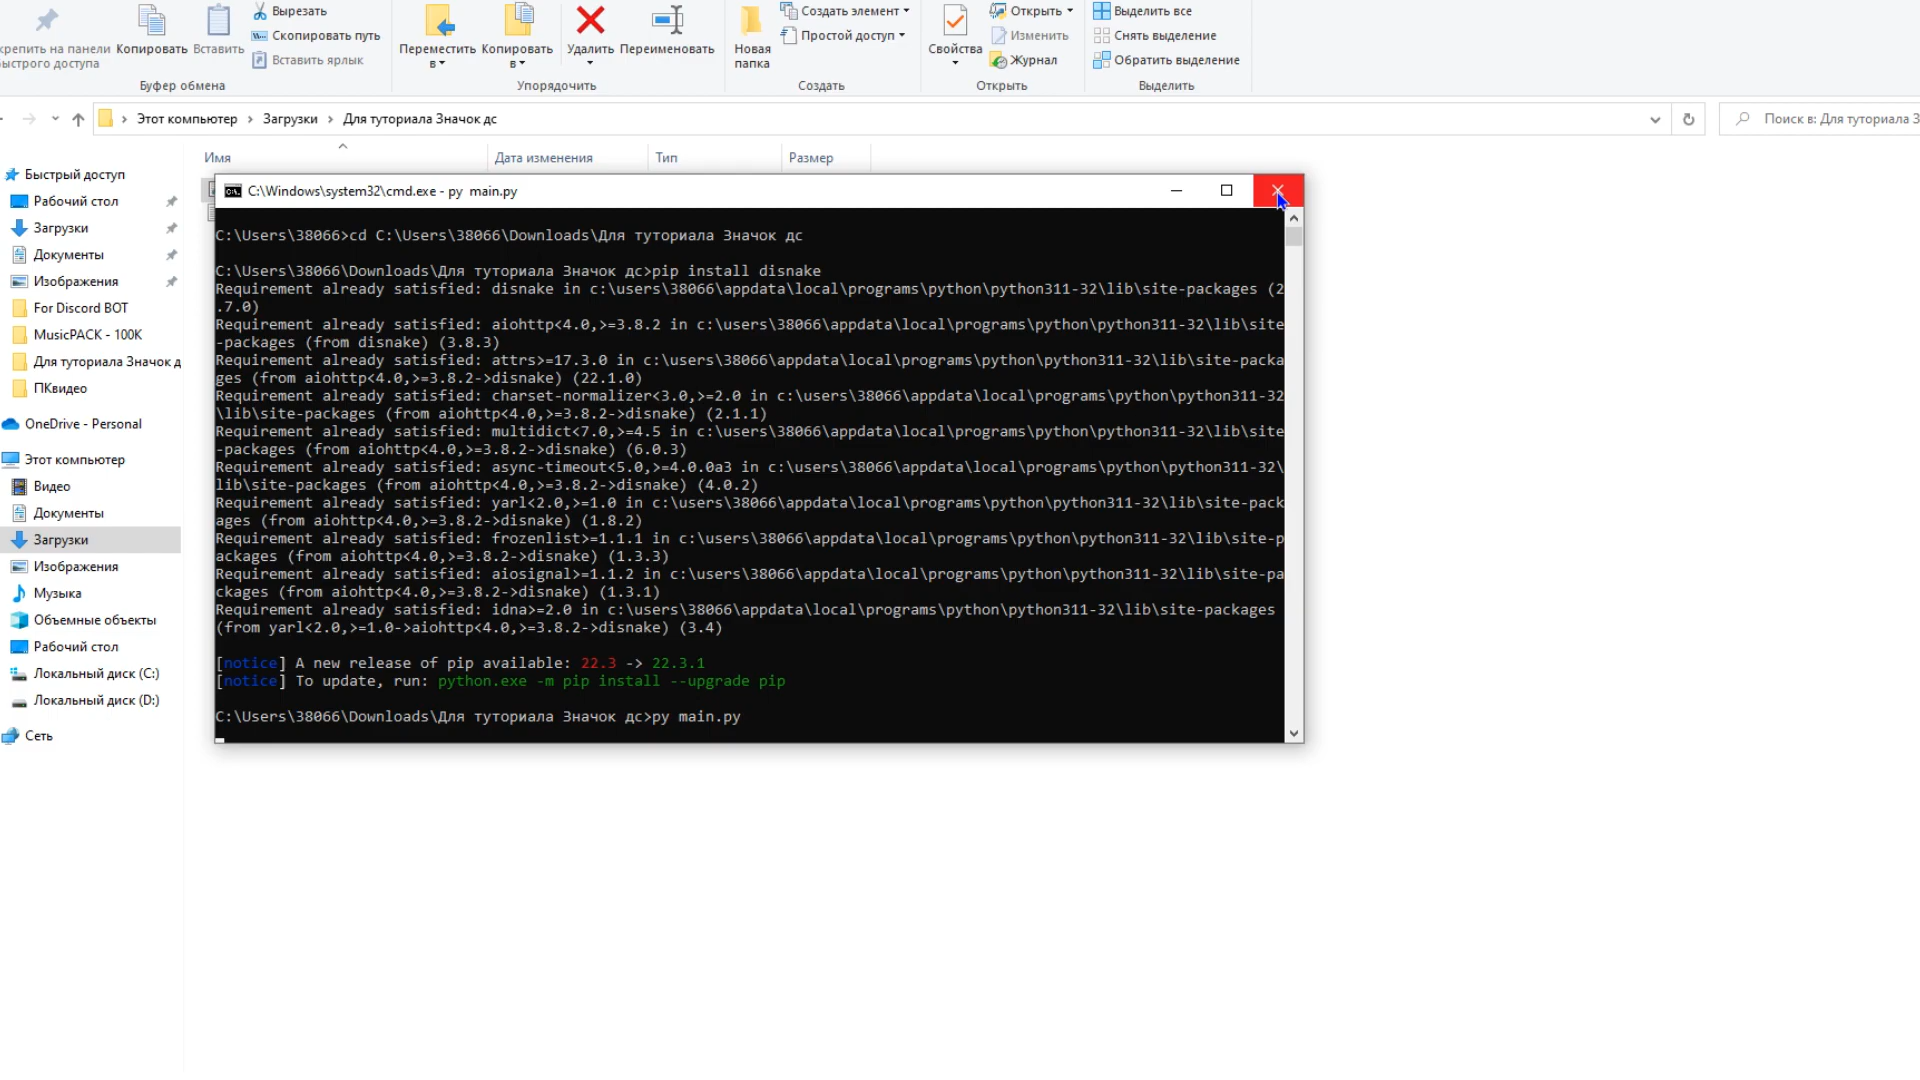 Вырезать
Скопировать путь
Вставить ярлык
крепить на панели
ыстрого доступа
Копировать
Вставить
Буфер обмена
Переместить
в
Копировать
в
Удалить
Переименовать
Упорядочить
Новая
папка
Создать элемент
Простой доступ
Создать
Свойства
Открыть
Изменить
Журнал
Открыть
Выделить все
Снять выделение
Обратить выделение
Выделить
Этот компьютер
Загрузки
Для туториала Значок дс
Поиск в: Для туториала З
Имя
Дата изменения
Тип
Размер
Быстрый доступ
Рабочий стол
Загрузки
Документы
Изображения
For Discord BOT
MusicPACK - 100K
Для туториала Значок д
ПКвидео
OneDrive - Personal
Этот компьютер
Видео
Документы
Загрузки
Изображения
Музыка
Объемные объекты
Рабочий стол
Локальный диск (C:)
Локальный диск (D:)
Сеть
C:\Windows\system32\cmd.exe - py  main.py
C:\Users\38066>cd C:\Users\38066\Downloads\Для туториала Значок дс
C:\Users\38066\Downloads\Для туториала Значок дс>pip install disnake
Requirement already satisfied: disnake in c:\users\38066\appdata\local\programs\python\python311-32\lib\site-packages (2
.7.0)
Requirement already satisfied: aiohttp<4.0,>=3.8.2 in c:\users\38066\appdata\local\programs\python\python311-32\lib\site
-packages (from disnake) (3.8.3)
Requirement already satisfied: attrs>=17.3.0 in c:\users\38066\appdata\local\programs\python\python311-32\lib\site-packa
ges (from aiohttp<4.0,>=3.8.2->disnake) (22.1.0)
Requirement already satisfied: charset-normalizer<3.0,>=2.0 in c:\users\38066\appdata\local\programs\python\python311-32
\lib\site-packages (from aiohttp<4.0,>=3.8.2->disnake) (2.1.1)
Requirement already satisfied: multidict<7.0,>=4.5 in c:\users\38066\appdata\local\programs\python\python311-32\lib\site
-packages (from aiohttp<4.0,>=3.8.2->disnake) (6.0.3)
Requirement already satisfied: async-timeout<5.0,>=4.0.0a3 in c:\users\38066\appdata\local\programs\python\python311-32\
lib\site-packages (from aiohttp<4.0,>=3.8.2->disnake) (4.0.2)
Requirement already satisfied: yarl<2.0,>=1.0 in c:\users\38066\appdata\local\programs\python\python311-32\lib\site-pack
ages (from aiohttp<4.0,>=3.8.2->disnake) (1.8.2)
Requirement already satisfied: frozenlist>=1.1.1 in c:\users\38066\appdata\local\programs\python\python311-32\lib\site-p
ackages (from aiohttp<4.0,>=3.8.2->disnake) (1.3.3)
Requirement already satisfied: aiosignal>=1.1.2 in c:\users\38066\appdata\local\programs\python\python311-32\lib\site-pa
ckages (from aiohttp<4.0,>=3.8.2->disnake) (1.3.1)
Requirement already satisfied: idna>=2.0 in c:\users\38066\appdata\local\programs\python\python311-32\lib\site-packages
(from yarl<2.0,>=1.0->aiohttp<4.0,>=3.8.2->disnake) (3.4)
[notice] A new release of pip available: 22.3 -> 22.3.1
[notice] To update, run: python.exe -m pip install --upgrade pip
C:\Users\38066\Downloads\Для туториала Значок дс>py main.py